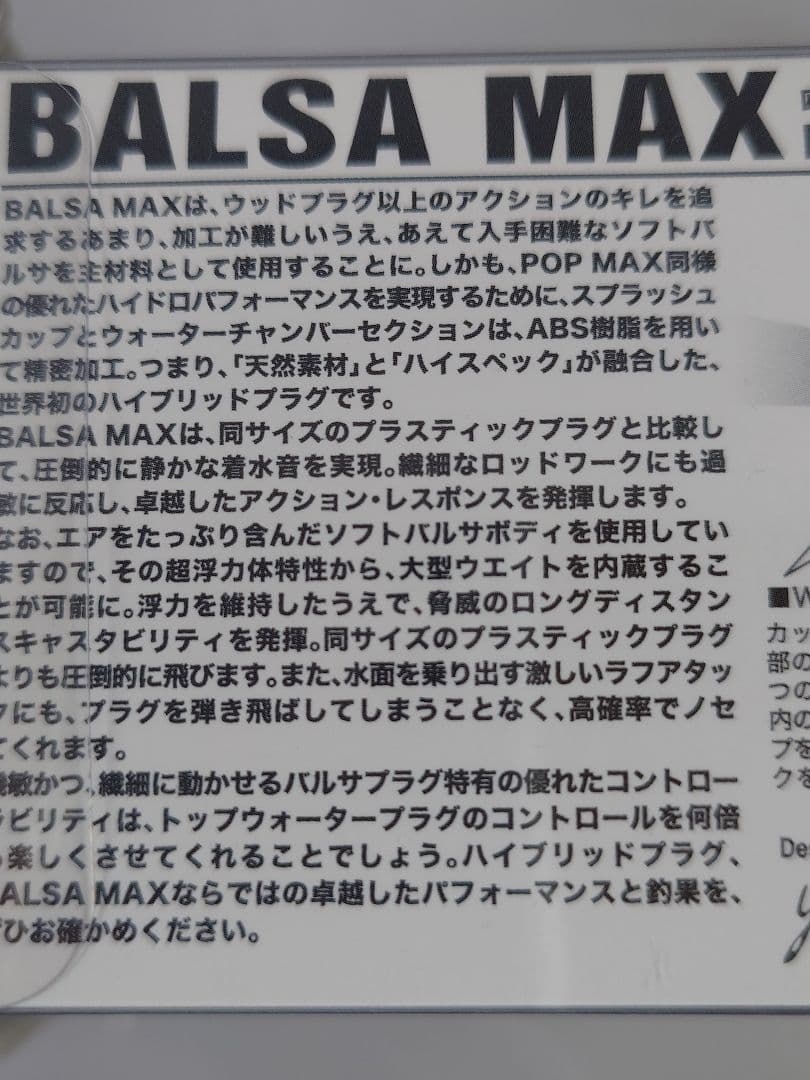 BALSA MAX
BALSA MAXは、ウッドプラグ以上のアクションのキレを追
求するあまり、加工が難しいうえ、あえて入手困難なソフトバ
ルサを主材料として使用することに。しかも、POP MAX同様
の優れたハイドロパフォーマンスを実現するために、スプラッシュ
カップとウォーターチャンバーセクションは、ABS樹脂を用い
て精密加工。つまり、「天然素材」と「ハイスペック」が融合した、
世界初のハイブリッドプラグです。
BALSA MAXは、同サイズのプラスティックプラグと比較し
て、圧倒的に静かな着水音を実現。繊細なロッドワークにも過
敏に反応し、卓越したアクション・レスポンスを発揮します。
なお、エアをたっぷり含んだソフトバルサボディを使用してい
ますので、その超浮力体特性から、大型ウエイトを内蔵するこ
とが可能に。浮力を維持したうえで、脅威のロングディスタン
スキャスタビリティを発揮。同サイズのプラスティックプラグ
よりも圧倒的に飛びます。また、水面を乗り出す激しいラフアタッ
クにも、プラグを弾き飛ばしてしまうことなく、高確率でノセ
てくれます。
機敏かつ、繊細に動かせるバルサプラグ特有の優れたコントロー
ラビリティは、トップウォータープラグのコントロールを何倍
も楽しくさせてくれることでしょう。ハイブリッドプラグ、
BALSA MAXならではの卓越したパフォーマンスと釣果を、
ぜひお確かめください。
■W
カッ
部の
つの
内の
プを
クを
De